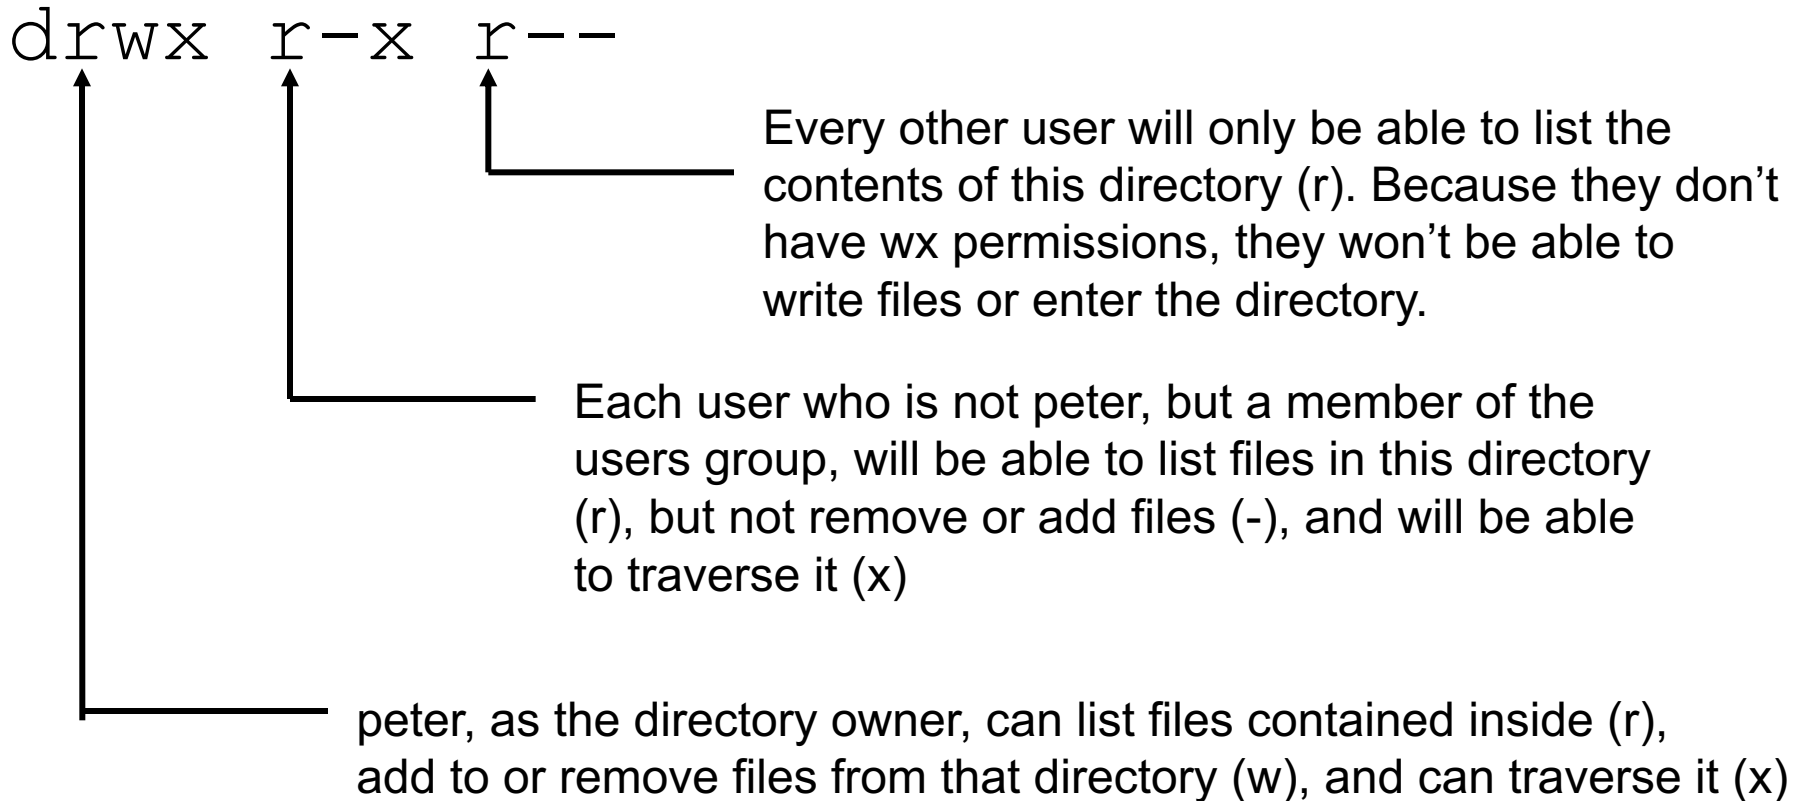 drwx r-x r--
Every other user will only be able to list the
contents of this directory (r). Because they don’t
have wx permissions, they won’t be able to
write files or enter the directory.
Each user who is not peter, but a member of the
users group, will be able to list files in this directory
(r), but not remove or add files (-), and will be able
to traverse it (x)
peter, as the directory owner, can list files contained inside (r),
add to or remove files from that directory (w), and can traverse it (x)